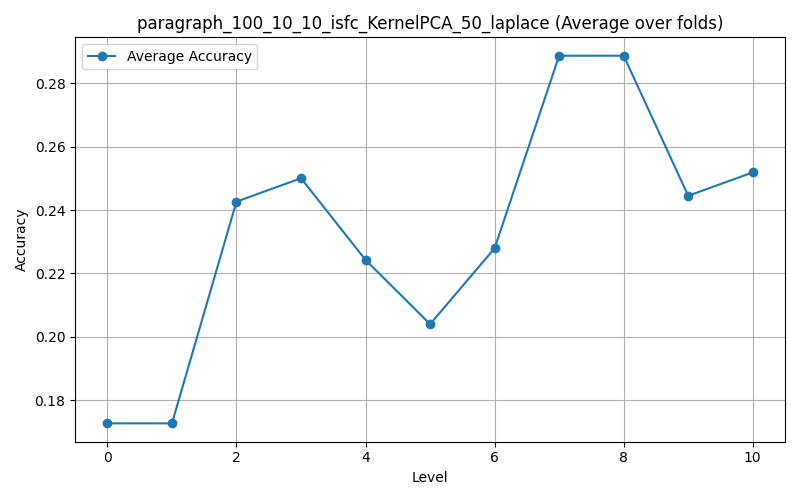 paragraph_100_10_10_isfc_KernelPCA_50_laplace (Average over folds)
Average Accuracy
0.28
0.26
0.24
0.22
0.20
0.18
Accuracy
0 2 4 6 8 10
Level